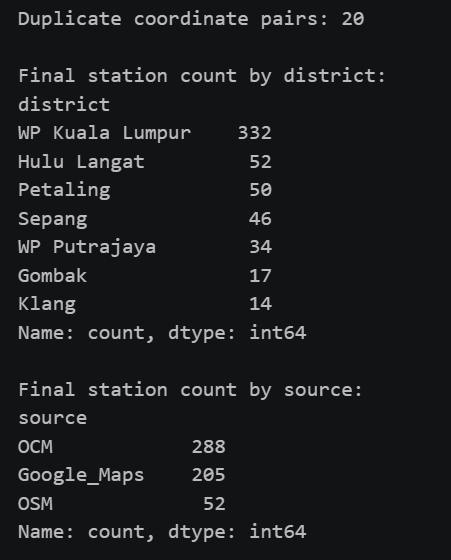 Duplicate coordinate pairs: 20
Final station count by district:
district
WP Kuala Lumpur    332
Hulu Langat         52
Petaling            50
Sepang              46
WP Putrajaya        34
Gombak              17
Klang               14
Name: count, dtype: int64
Final station count by source:
source
OCM            288
Google_Maps    205
OSM             52
Name: count, dtype: int64